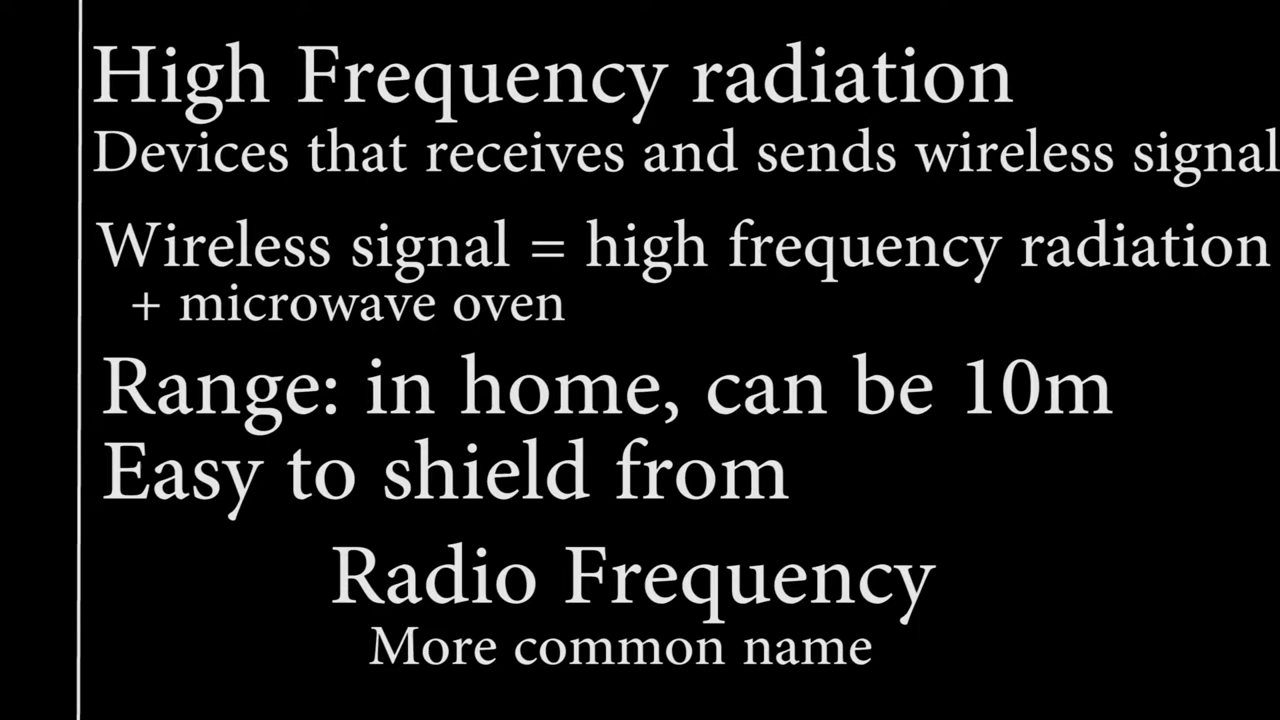 High Frequency radiation
Devices that receives and sends wireless signal
Wireless signal = high frequency radiation
+ microwave oven
Range: in home, can be 10m
Easy to shield from
Radio Frequency
More common name